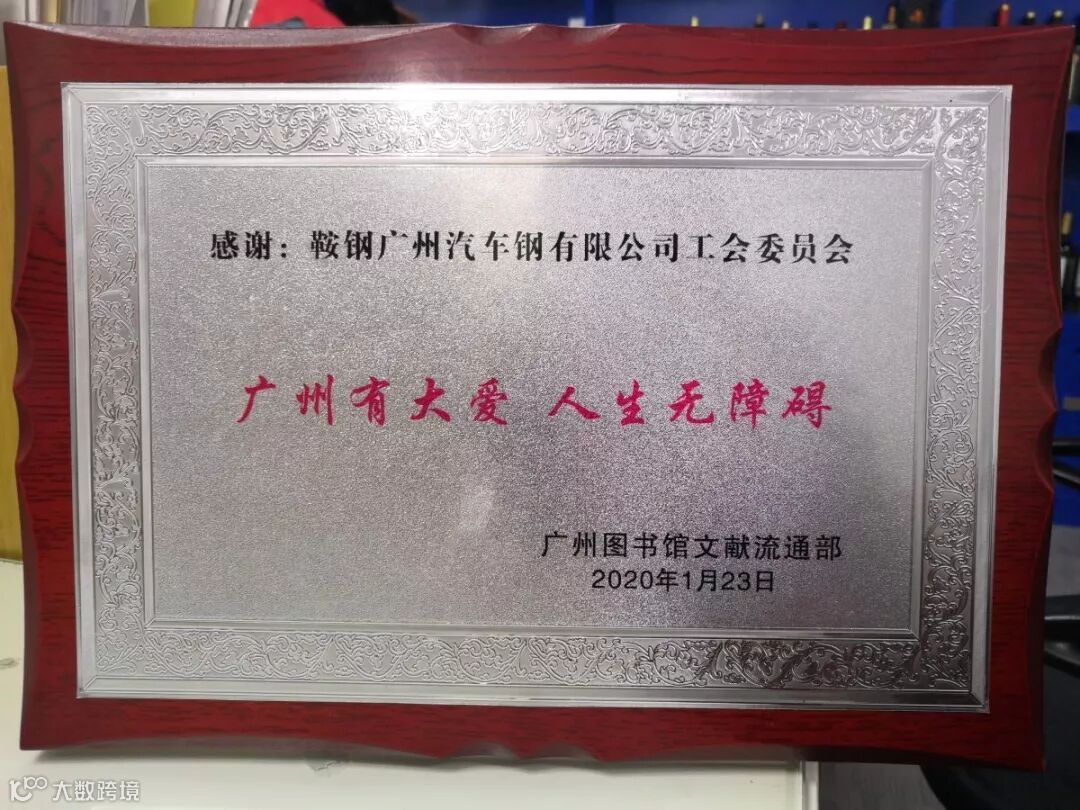 感谢：鞍钢广州汽车钢有限公司工会委员会
广州有大爱 人生无障碍
广州图书馆文献流通部
2020年1月23日
大数跨境